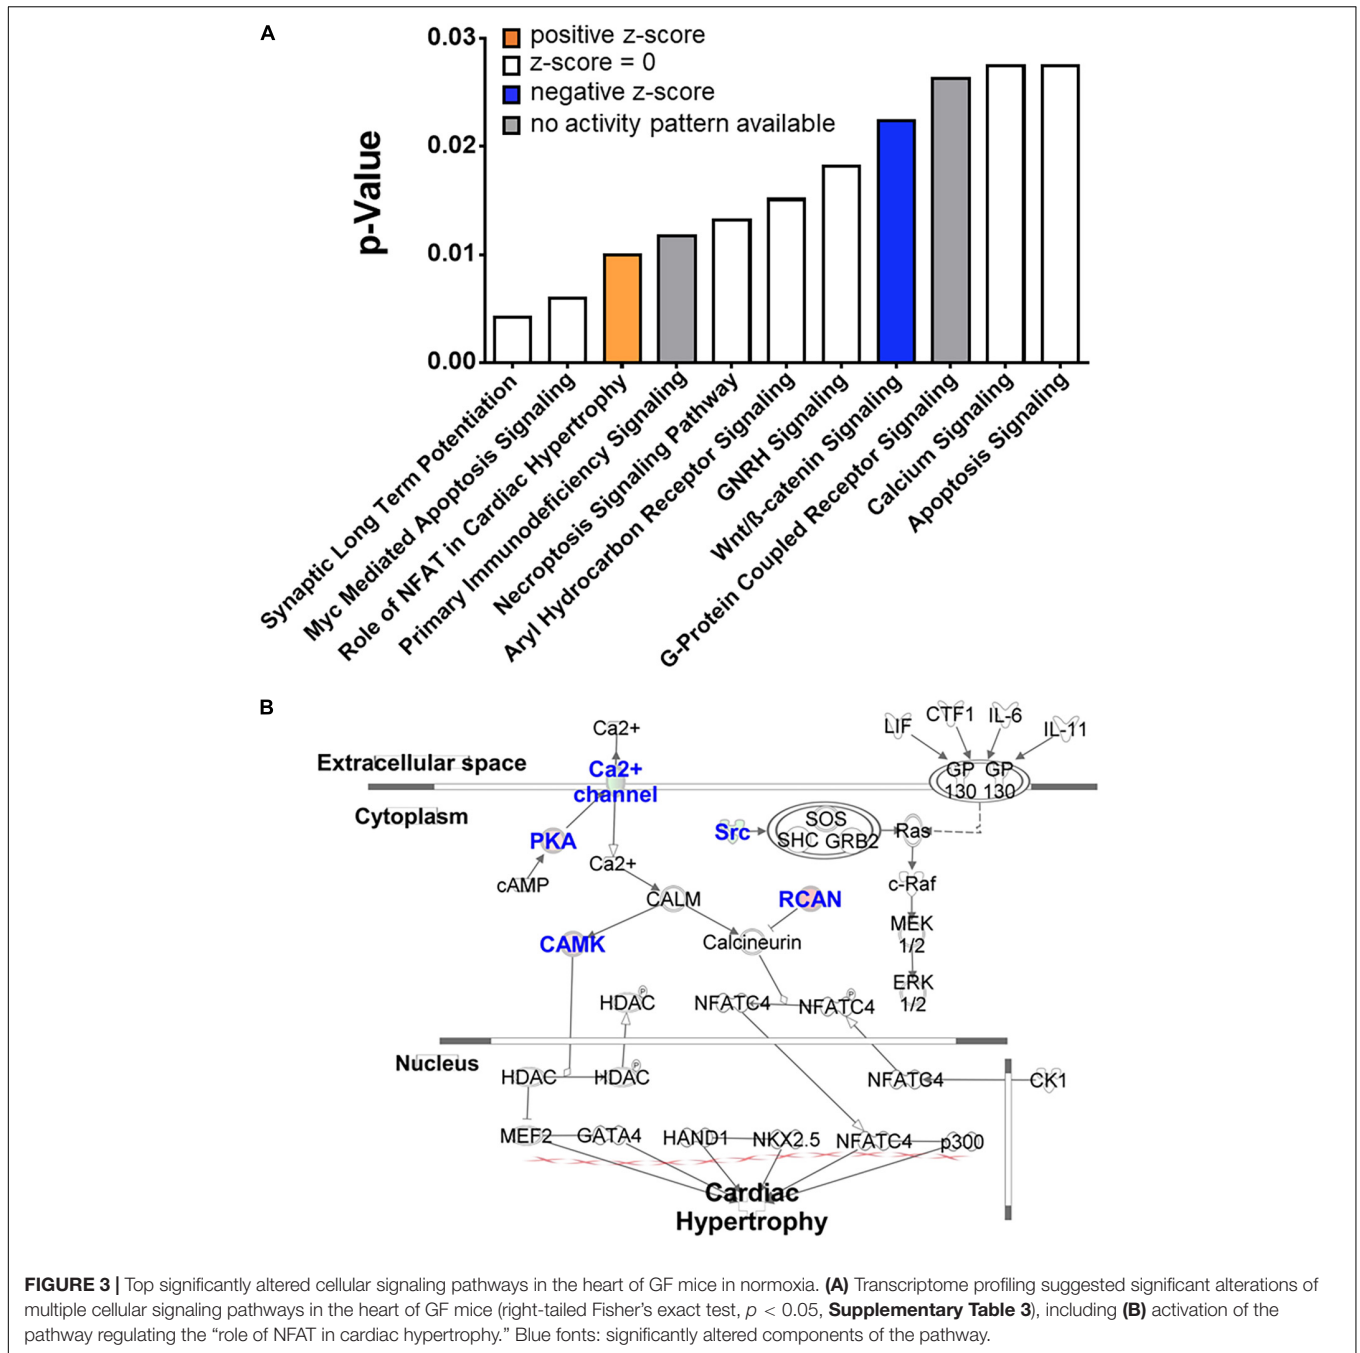 A
p-Value
0.03
0.02
0.01
0.00
positive z-score
z-score = 0
negative z-score
no activity pattern available
Synaptic Long Term Potentiation
Myc Mediated Apoptosis Signaling
Role of NFAT in Cardiac Hypertrophy
Primary Immunodeficiency Signaling
Necroptosis Signaling Pathway
Aryl Hydrocarbon Receptor Signaling
GNRH Signaling
Wnt/ß-catenin Signaling
G-Protein Coupled Receptor Signaling
Calcium Signaling
Apoptosis Signaling
B
Ca2+
LIF
CTF1
IL-6
IL-11
Extracellular space
Ca2+
channel
GP
130
GP
130
Cytoplasm
PKA
Src
SOS
SHC GRB2
Ras
cAMP
Ca2+
CALM
RCAN
c-Raf
CAMK
Calcineurin
MEK
1/2
ERK
1/2
HDAC
P
NFATC4
NFATC4
P
Nucleus
HDAC
HDAC
P
NFATC4
CK1
MEF2
GATA4
HAND1
NKX2.5
NFATC4
p300
Cardiac
Hypertrophy
FIGURE 3 | Top significantly altered cellular signaling pathways in the heart of GF mice in normoxia. (A) Transcriptome profiling suggested significant alterations of
multiple cellular signaling pathways in the heart of GF mice (right-tailed Fisher's exact test, p < 0.05, Supplementary Table 3), including (B) activation of the
pathway regulating the “role of NFAT in cardiac hypertrophy.” Blue fonts: significantly altered components of the pathway.